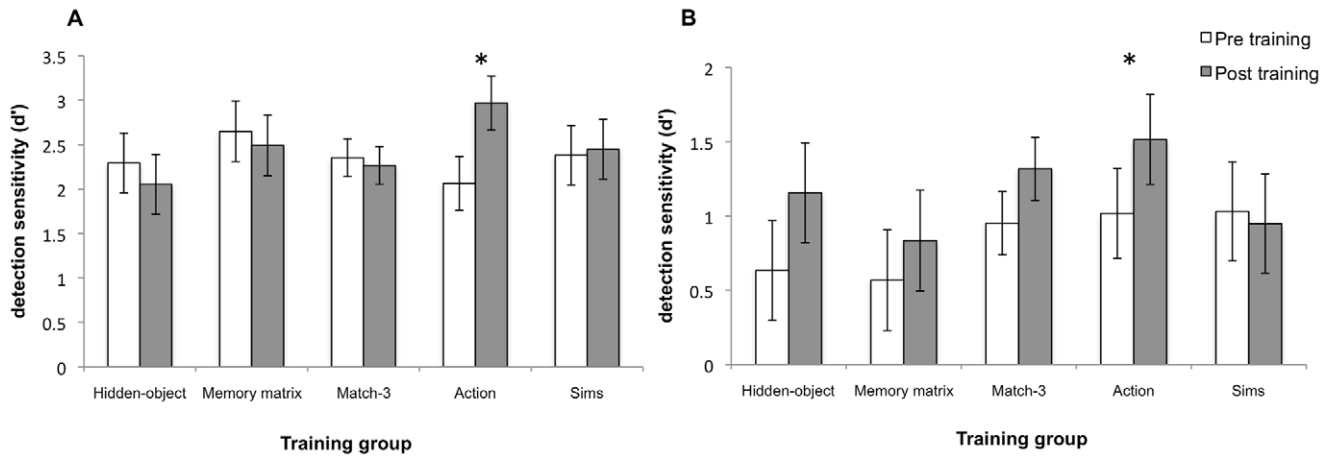 A
detection sensitivity (d')
3.5
3
2.5
2
1.5
1
0.5
0
*
Hidden-object Memory matrix Match-3 Action Sims
Training group
B
Pre training
Post training
detection sensitivity (d')
2
1.5
1
0.5
0
*
Hidden-object Memory matrix Match-3 Action Sims
Training group